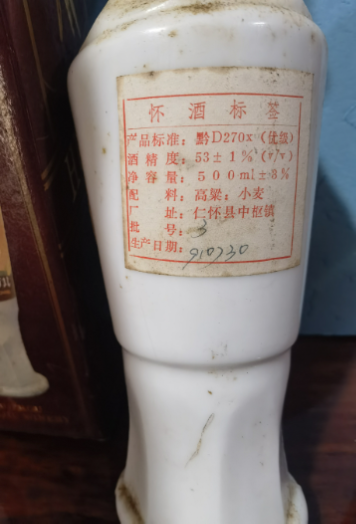 怀酒标签
产品标准：黔D270x（优级）
酒精度：53±1％（v/v）
净容量：500ml±3％
配料：高粱：小麦
厂址：仁怀县中枢镇
批号：3
生产日期：910730